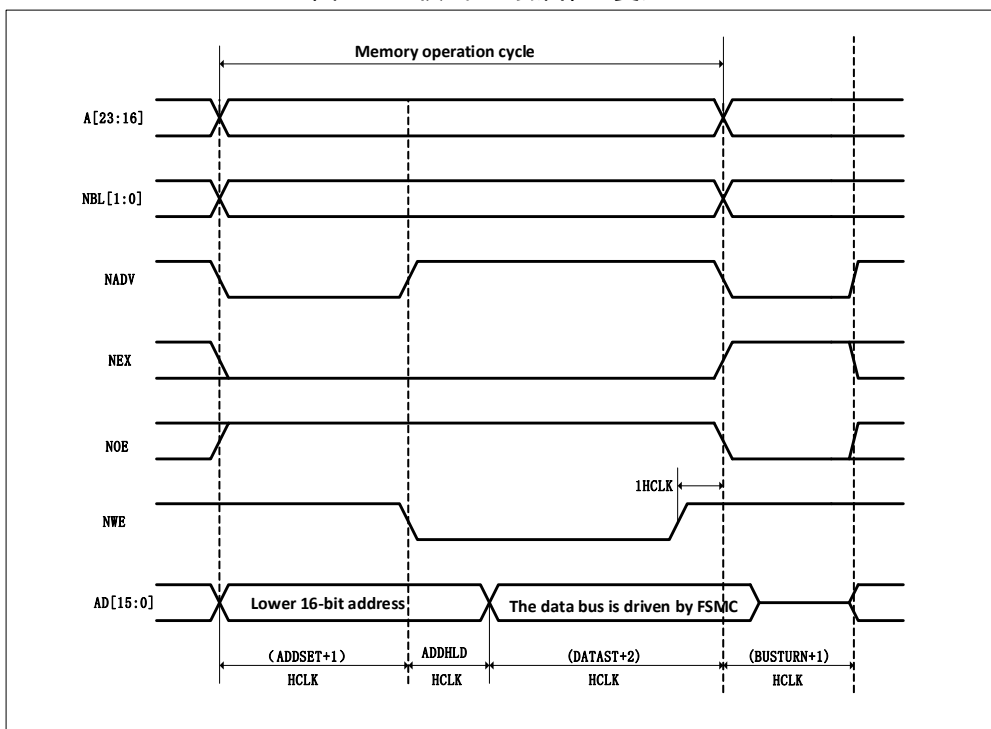 Memory operation cycle
A[23:16]
NBL[1:0]
NADV
NEX
NOE
1HCLK
NWE
AD[15:0]
Lower 16-bit address
The data bus is driven by FSMC
(ADDSET+1)
ADDHLD
(DATAST+2)
(BUSTURN+1)
HCLK
HCLK
HCLK
HCLK